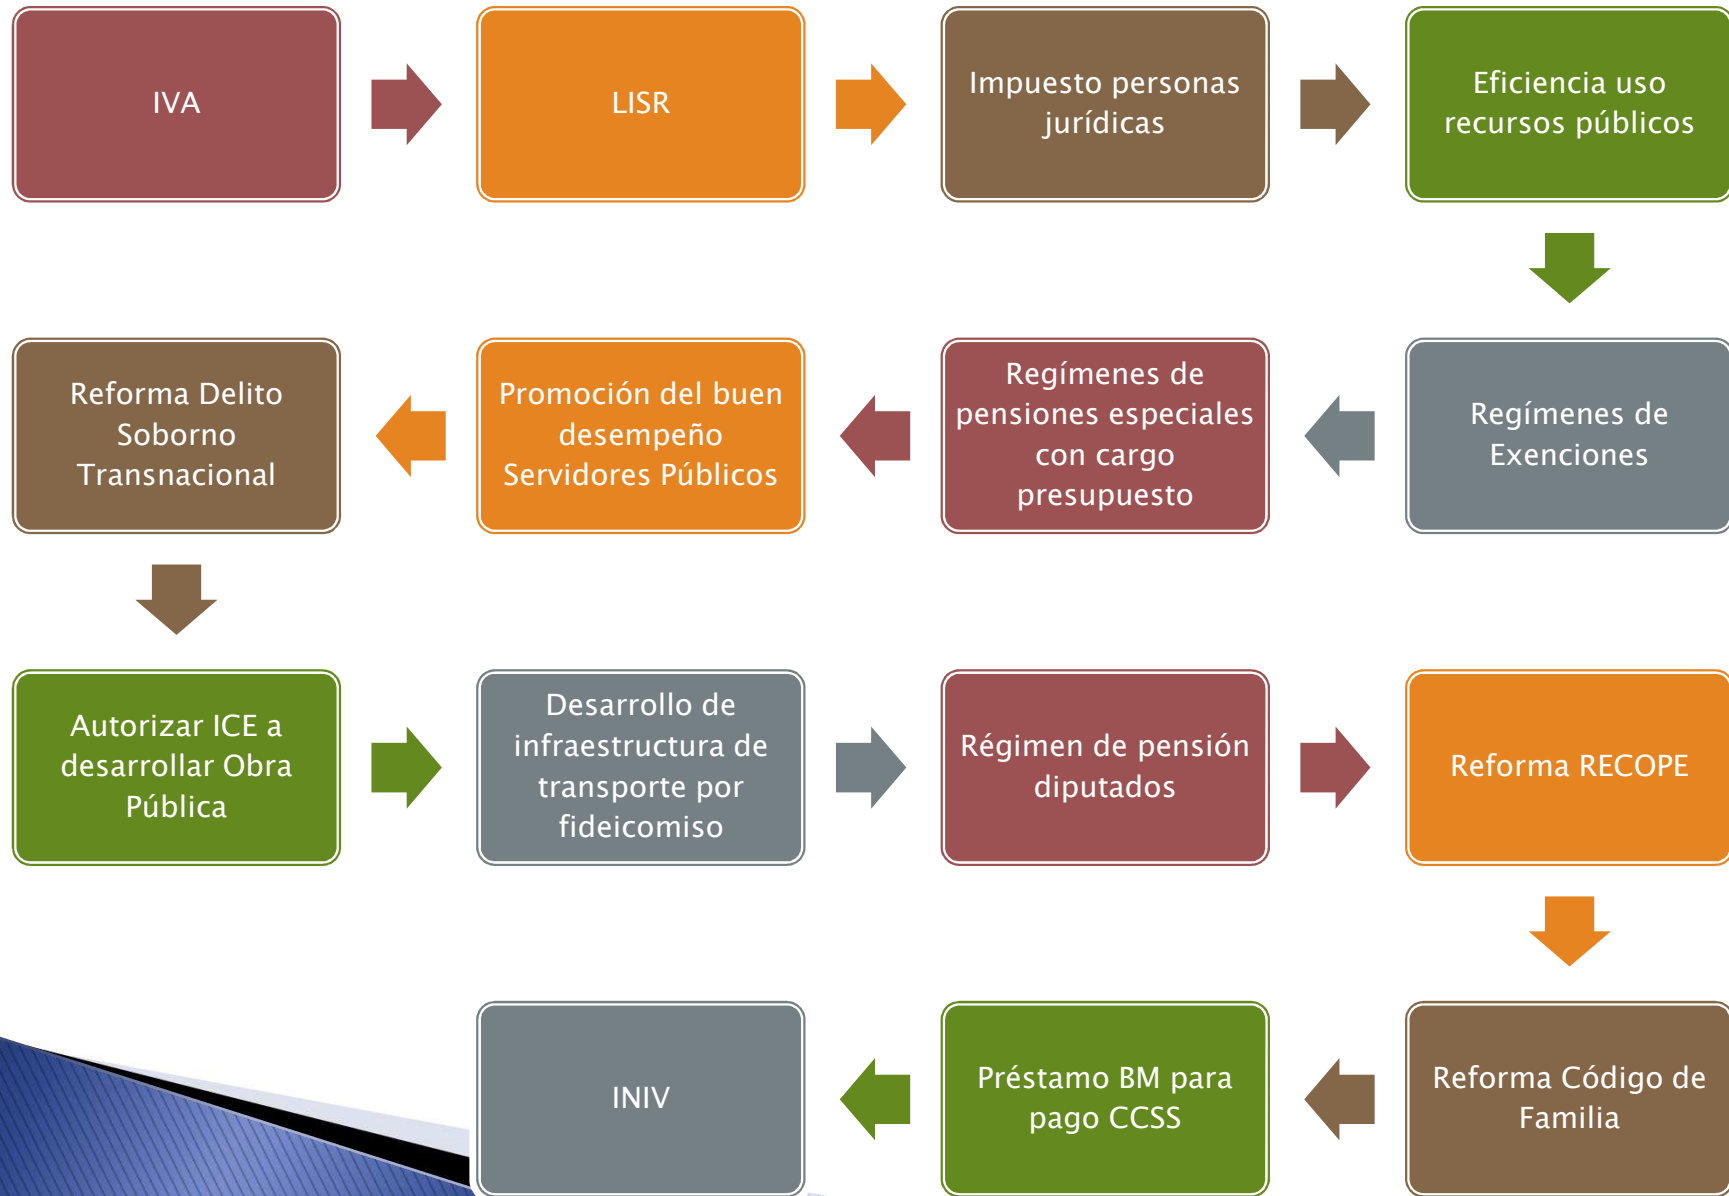 IVA
LISR
Impuesto personas
jurídicas
Eficiencia uso
recursos públicos
Regímenes de
Exenciones
Regímenes de
pensiones especiales
con cargo
presupuesto
Promoción del buen
desempeño
Servidores Públicos
Reforma Delito
Soborno
Transnacional
Autorizar ICE a
desarrollar Obra
Pública
Desarrollo de
infraestructura de
transporte por
fideicomiso
Régimen de pensión
diputados
Reforma RECOPE
Reforma Código de
Familia
Préstamo BM para
pago CCSS
INIV